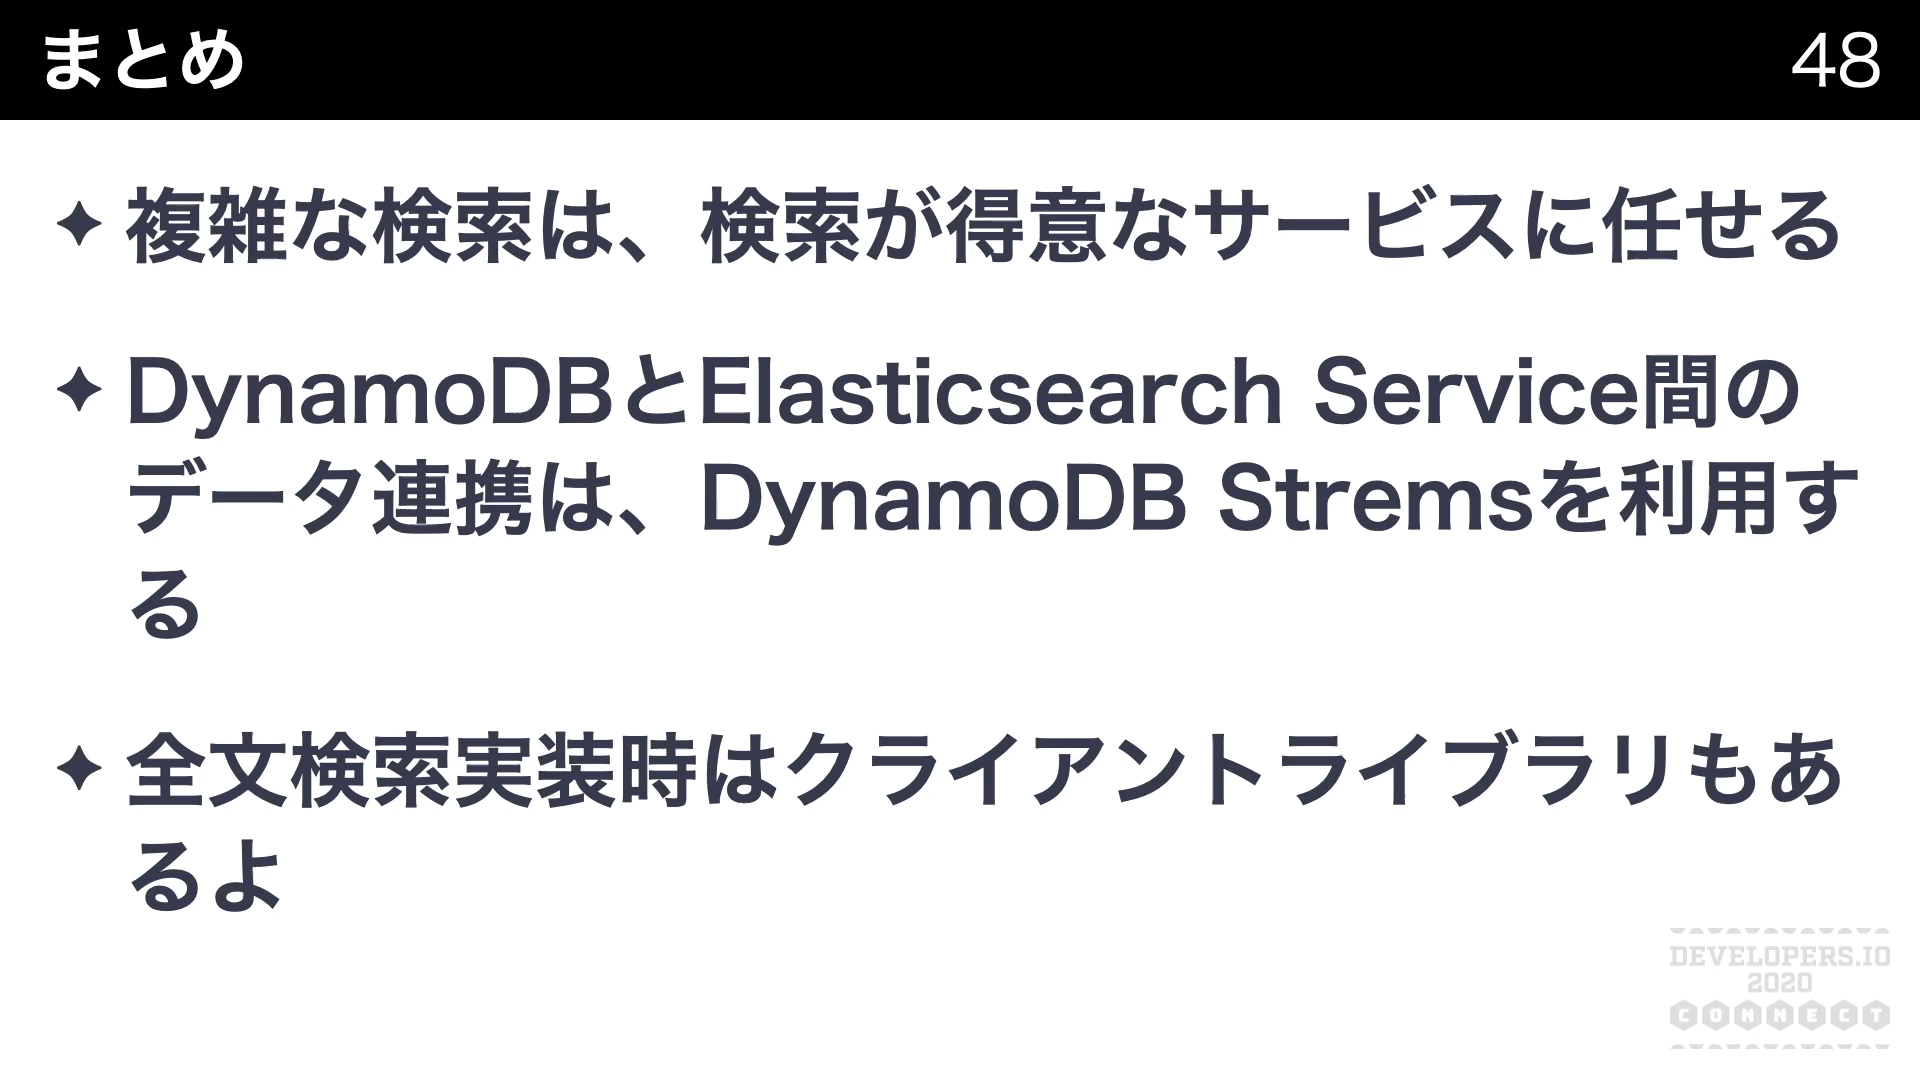 まとめ
48
✦ 複雑な検索は、検索が得意なサービスに任せる
✦ DynamoDBとElasticsearch Service間の
データ連携は、DynamoDB Stremsを利用す
る
✦ 全文検索実装時はクライアントライブラリもあ
るよ
DEVELOPERS.IO
2020
CONNECT